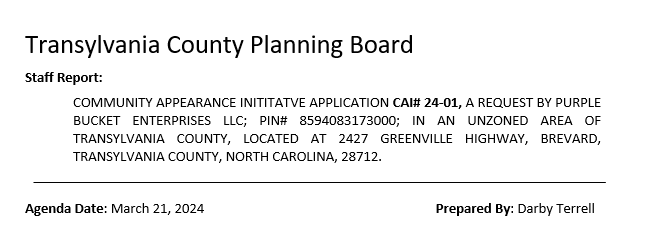 Transylvania County Planning Board
Staff Report:
COMMUNITY APPEARANCE INITITATVE APPLICATION CAI# 24-01, A REQUEST BY PURPLE
BUCKET ENTERPRISES LLC; PIN# 8594083173000; IN AN UNZONED AREA OF
TRANSYLVANIA COUNTY, LOCATED AT 2427 GREENVILLE HIGHWAY, BREVARD,
TRANSYLVANIA COUNTY, NORTH CAROLINA, 28712.
Agenda Date: March 21, 2024 Prepared By: Darby Terrell